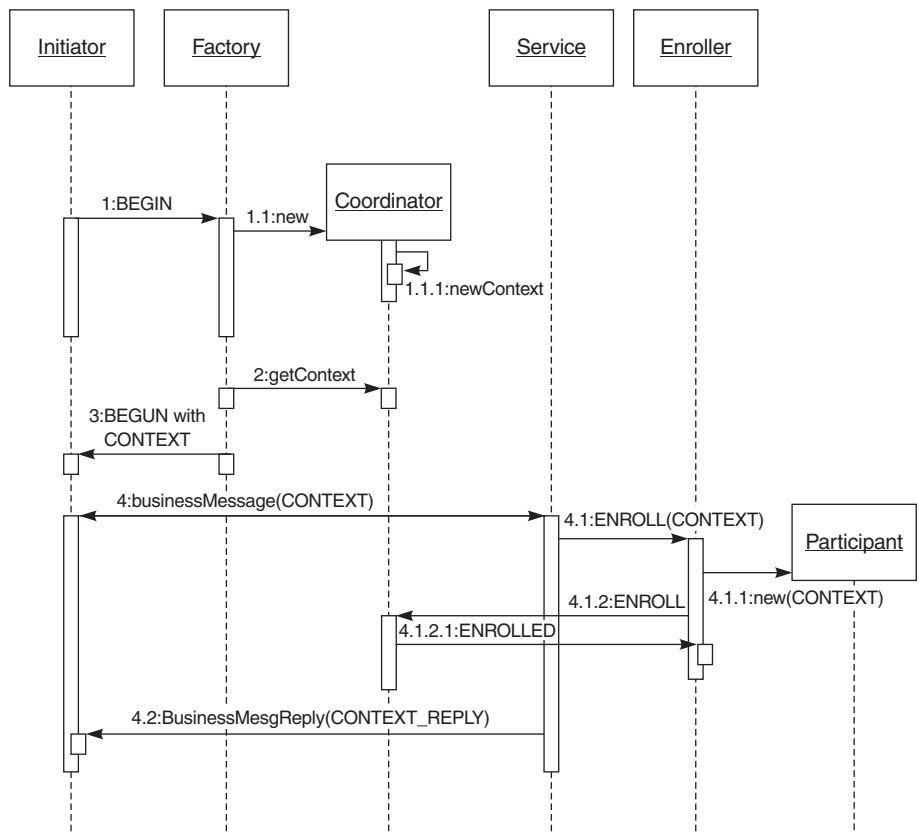 Initiator
Factory
Service
Enroller
Coordinator
1:BEGIN
1.1:new
1.1.1:newContext
2:getContext
3:BEGUN with
CONTEXT
4:businessMessage(CONTEXT)
4.1:ENROLL(CONTEXT)
Participant
4.1.1:new(CONTEXT)
4.1.2:ENROLL
4.1.2.1:ENROLLED
4.2:BusinessMesgReply(CONTEXT_REPLY)